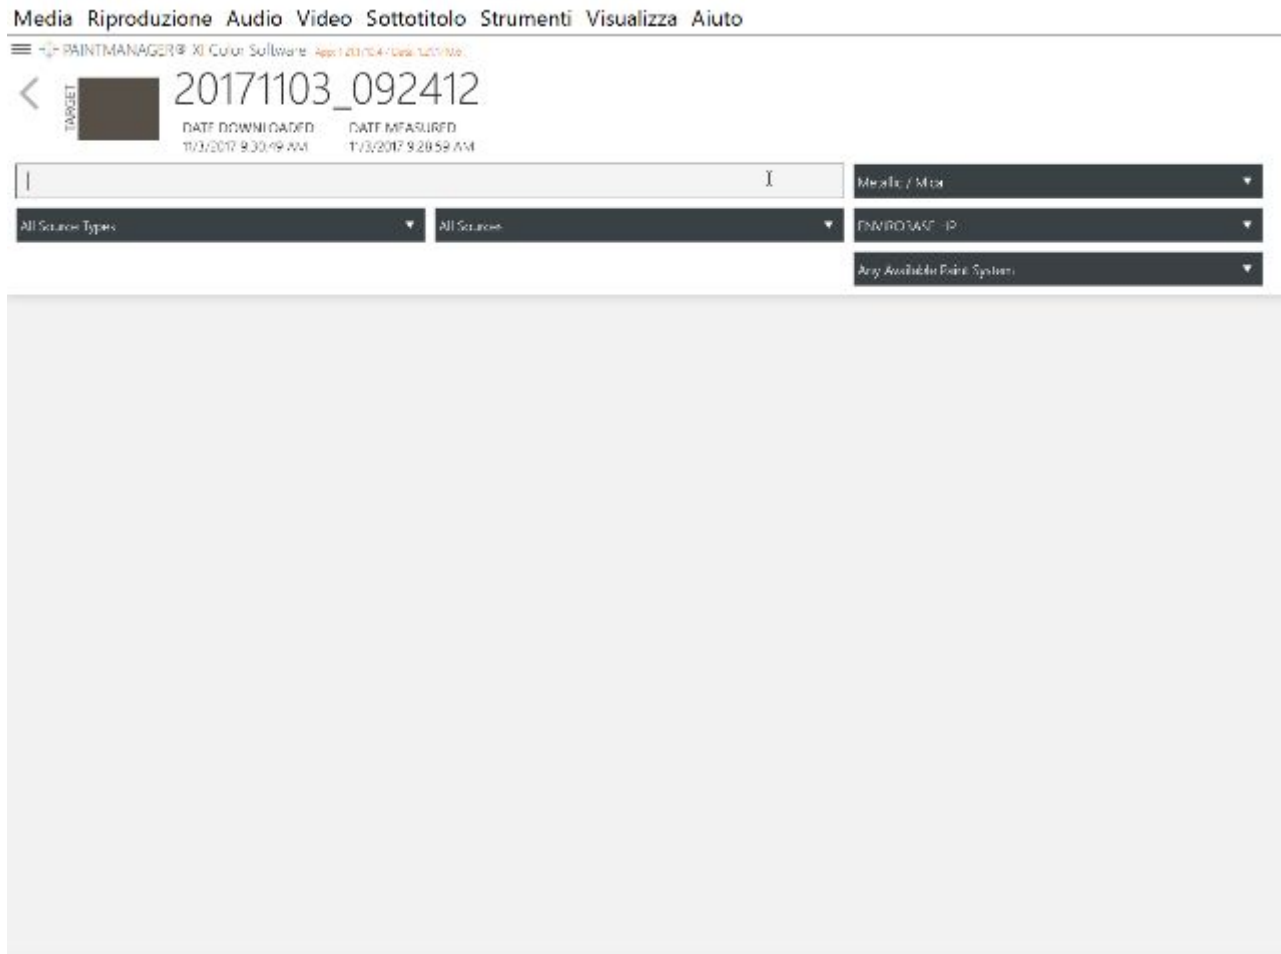 Media Riproduzione Audio Video Sottotitolo Strumenti Visualizza Aiuto
PAINTMANAGER® XI Color Software
TARGET
20171103_092412
DATE DOWNLOADED DATE MEASURED
11/3/2017 9:30:49 AM 11/3/2017 9:28:59 AM
Metallic / Mica
All Source Types All Sources ENVIROBASE HP
Any Available Paint System